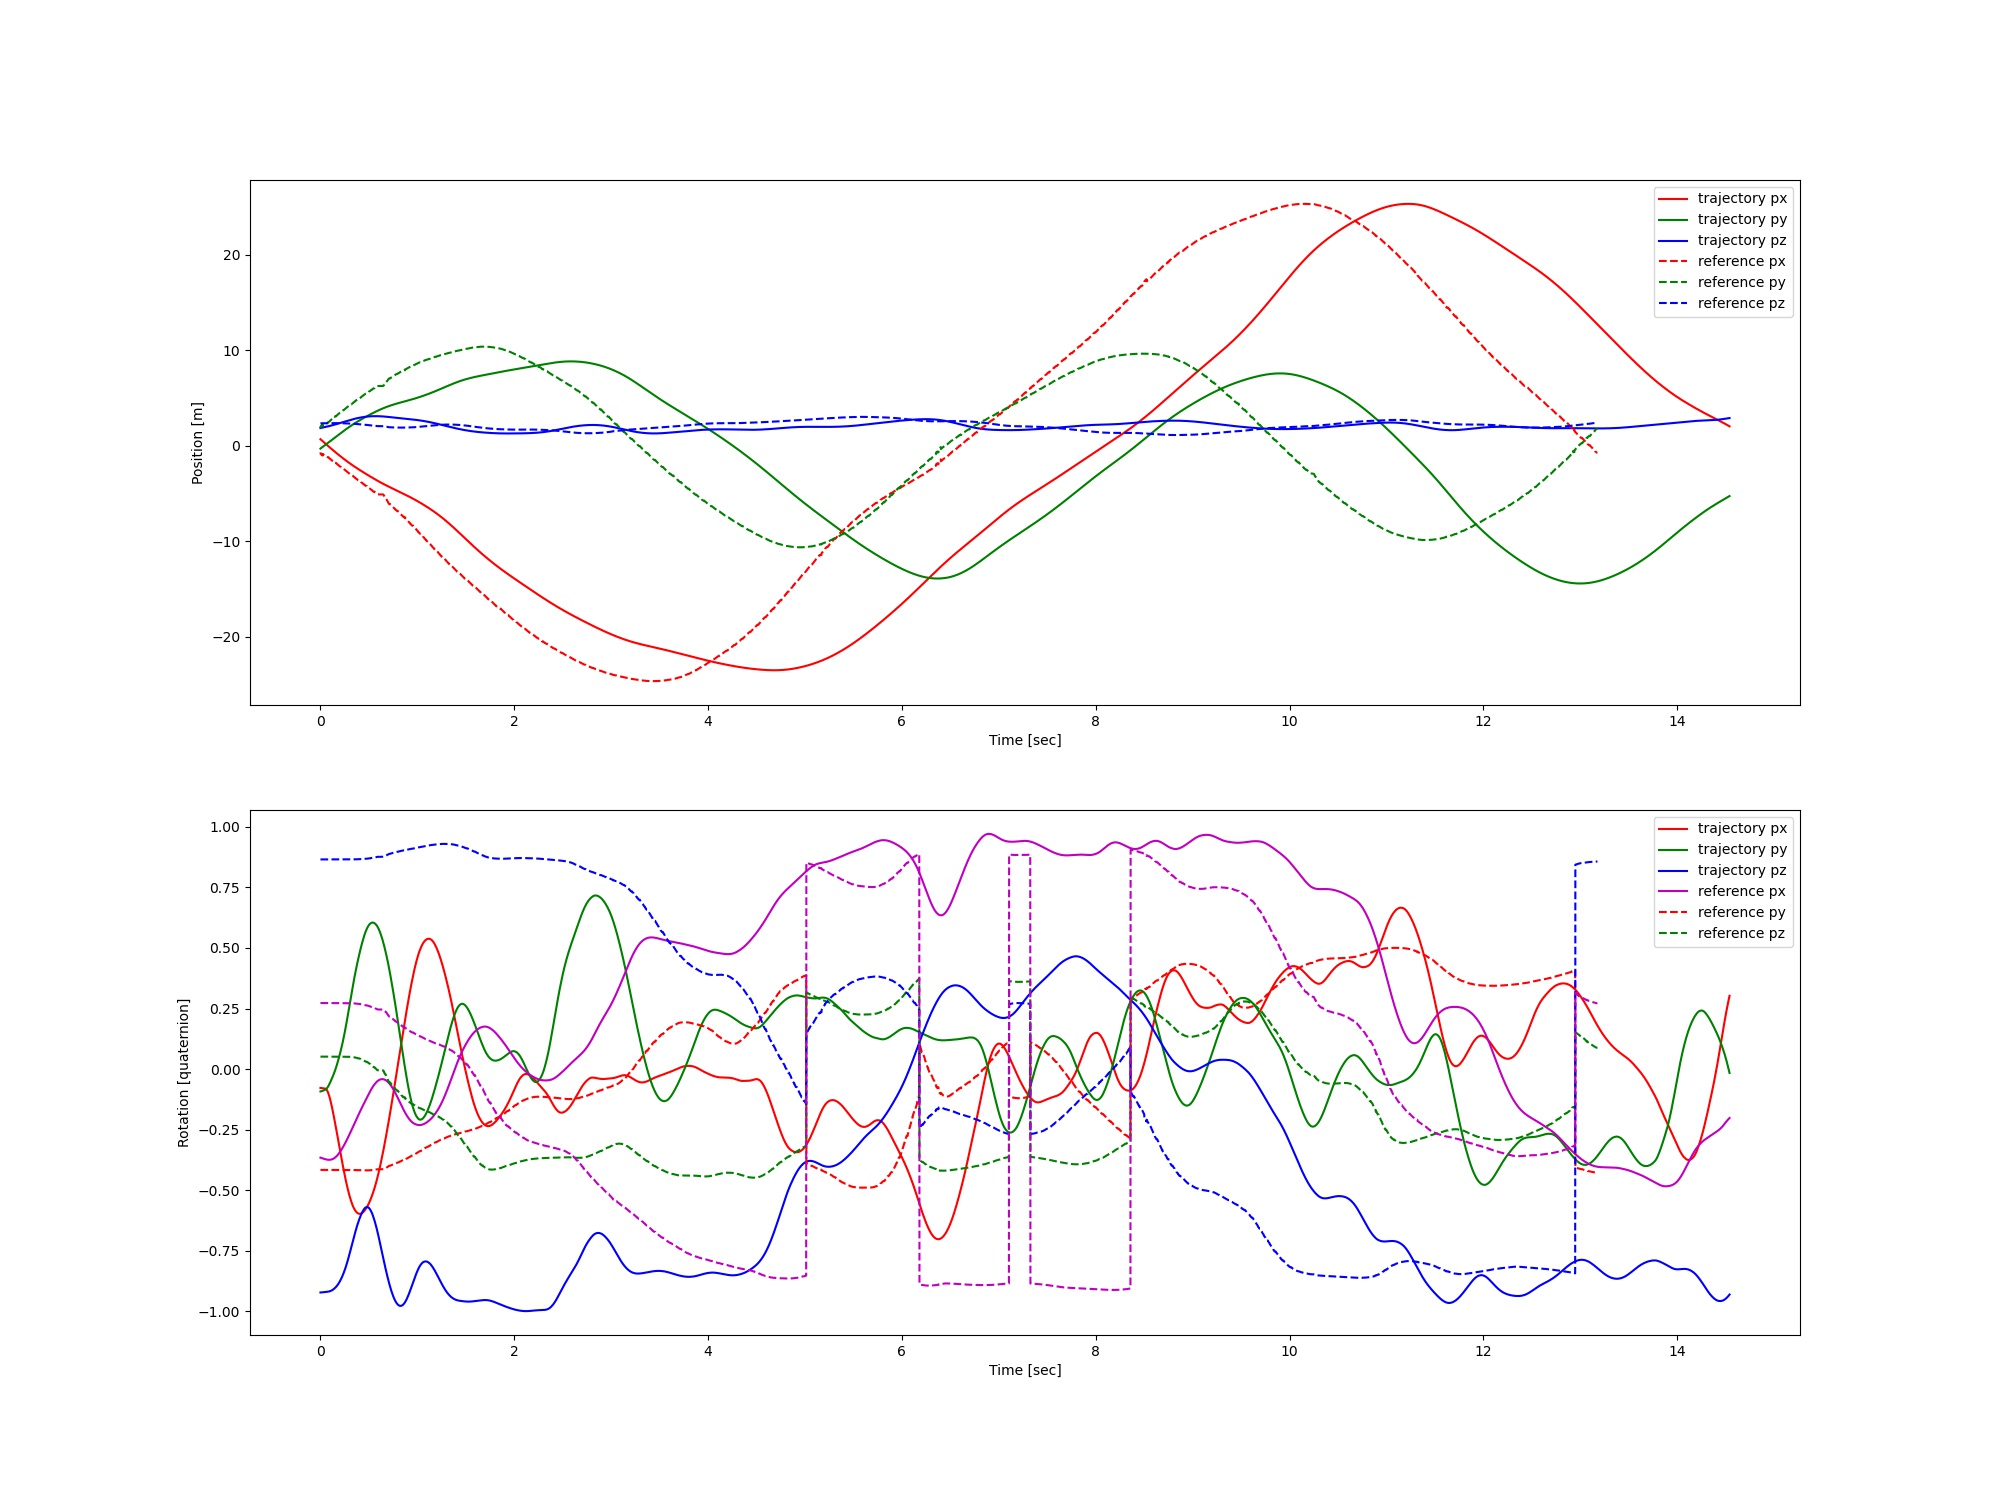 trajectory px
trajectory py
trajectory pz
reference px
reference py
reference pz
20
10
0
−10
−20
Position [m]
0 2 4 6 8 10 12 14
Time [sec]
trajectory px
trajectory py
trajectory pz
reference px
reference py
reference pz
1.00
0.75
0.50
0.25
0.00
−0.25
−0.50
−0.75
−1.00
Rotation [quaternion]
0 2 4 6 8 10 12 14
Time [sec]